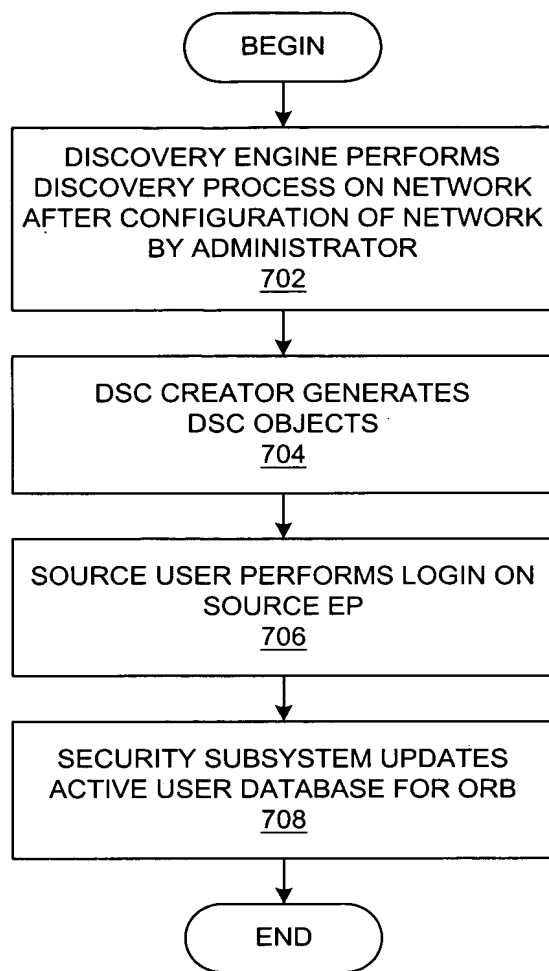 BEGIN
DISCOVERY ENGINE PERFORMS
DISCOVERY PROCESS ON NETWORK
AFTER CONFIGURATION OF NETWORK
BY ADMINISTRATOR
702
DSC CREATOR GENERATES
DSC OBJECTS
704
SOURCE USER PERFORMS LOGIN ON
SOURCE EP
706
SECURITY SUBSYSTEM UPDATES
ACTIVE USER DATABASE FOR ORB
708
END